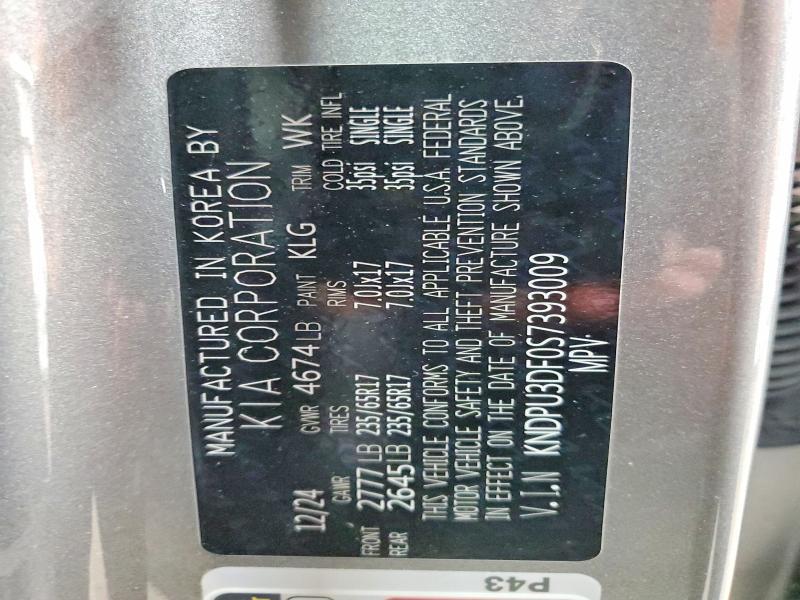 MANUFACTURED IN KOREA BY
KIA CORPORATION
12/24 GVWR 4674LB PAINT KLG TRIM WK
GAWR TIRES RIMS COLD TIRE INFL
FRONT 2777LB 235/65R17 7.0Jx17 35psi SINGLE
REAR 2645LB 235/65R17 7.0Jx17 35psi SINGLE
THIS VEHICLE CONFORMS TO ALL APPLICABLE U.S.A. FEDERAL
MOTOR VEHICLE SAFETY AND THEFT PREVENTION STANDARDS
IN EFFECT ON THE DATE OF MANUFACTURE SHOWN ABOVE.
V.I.N KNDPU3DF0S7393009
MPV
P43